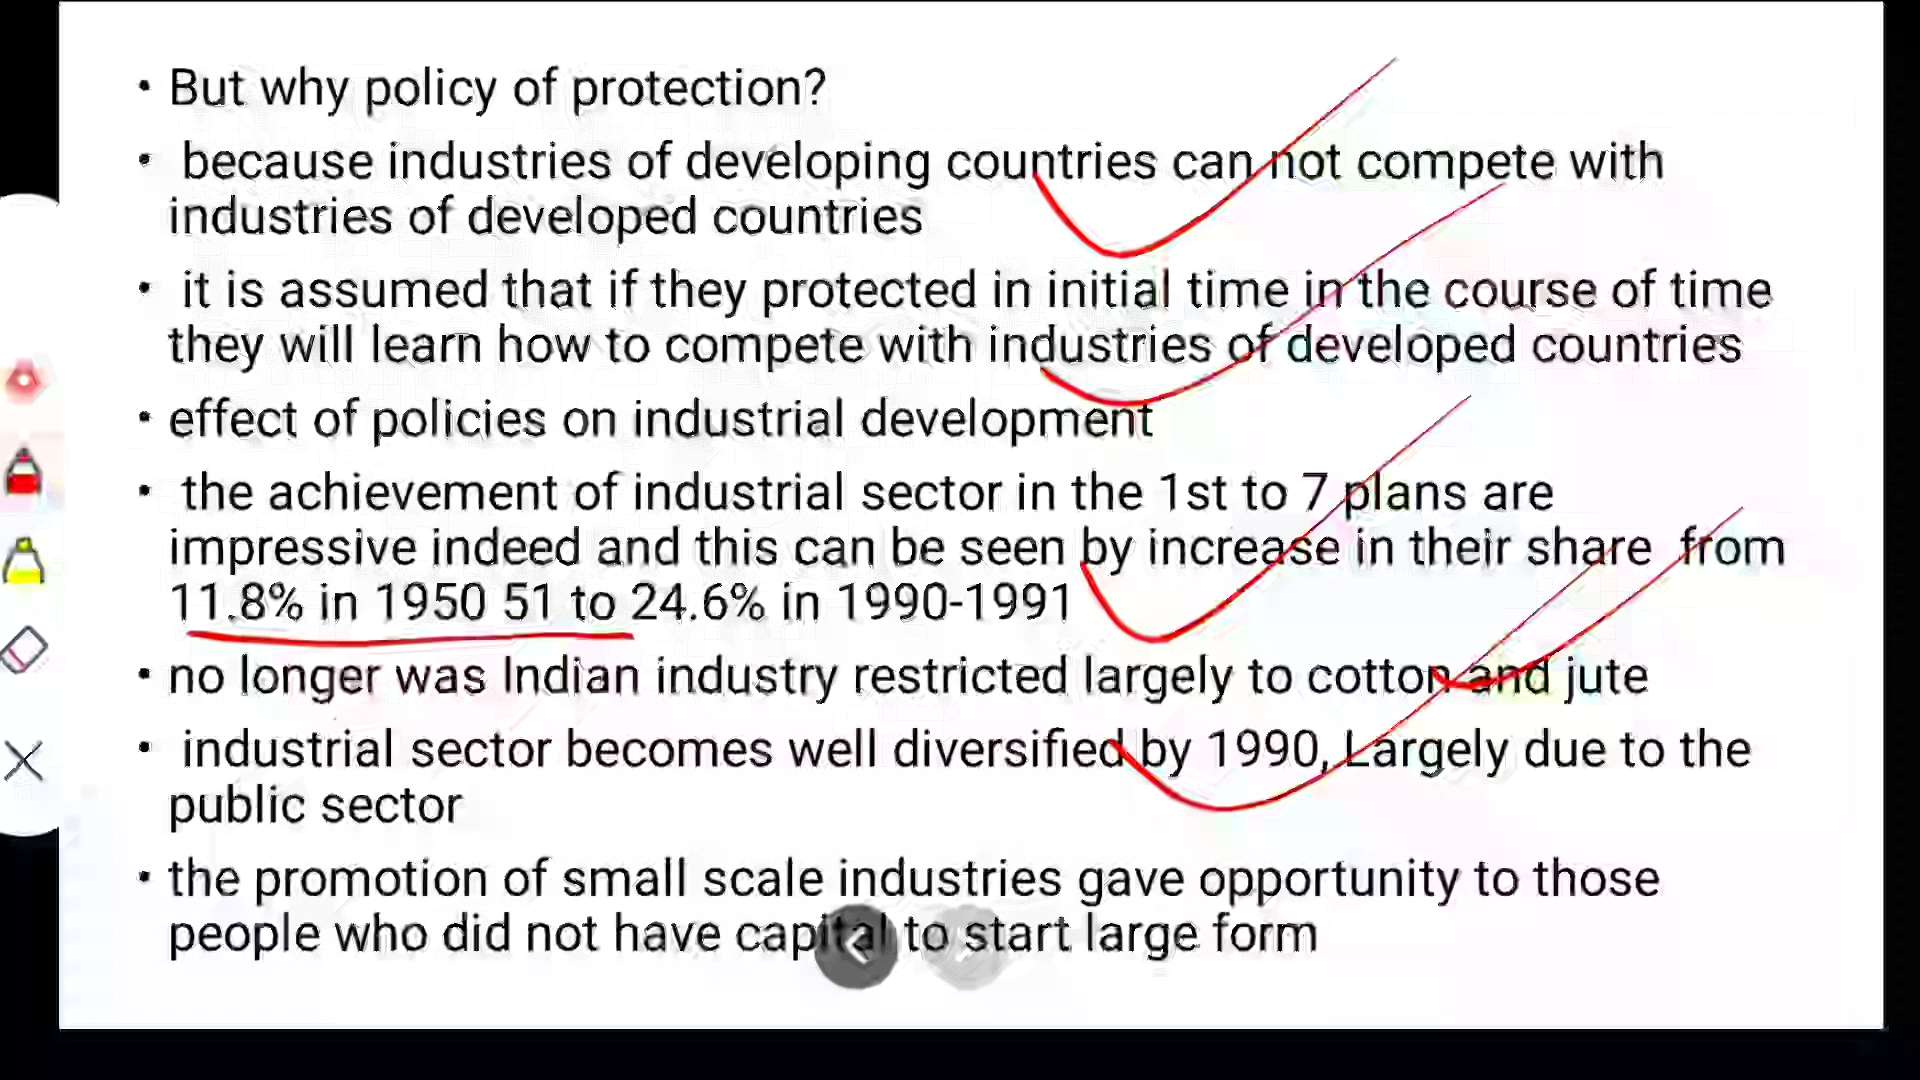 • But why policy of protection?
• because industries of developing countries can not compete with
industries of developed countries
• it is assumed that if they protected in initial time in the course of time
they will learn how to compete with industries of developed countries
• effect of policies on industrial development
• the achievement of industrial sector in the 1st to 7 plans are
impressive indeed and this can be seen by increase in their share from
11.8% in 1950 51 to 24.6% in 1990-1991
• no longer was Indian industry restricted largely to cotton and jute
• industrial sector becomes well diversified by 1990, Largely due to the
public sector
• the promotion of small scale industries gave opportunity to those
people who did not have capital to start large form